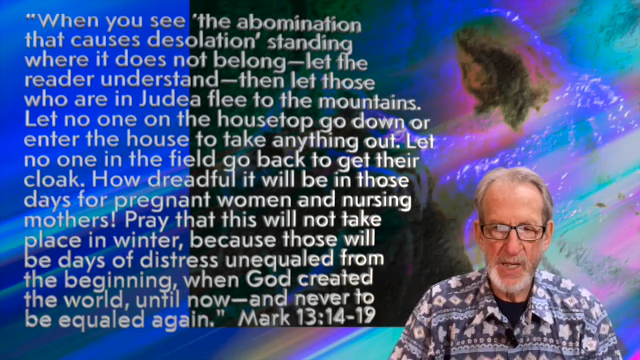 “When you see 'the abomination
that causes desolation' standing
where it does not belong—let the
reader understand—then let those
who are in Judea flee to the mountains.
Let no one on the housetop go down or
enter the house to take anything out. Let
no one in the field go back to get their
cloak. How dreadful it will be in those
days for pregnant women and nursing
mothers! Pray that this will not take
place in winter, because those will
be days of distress unequaled from
the beginning, when God created
the world, until now—and never to
be equaled again." Mark 13:14-19